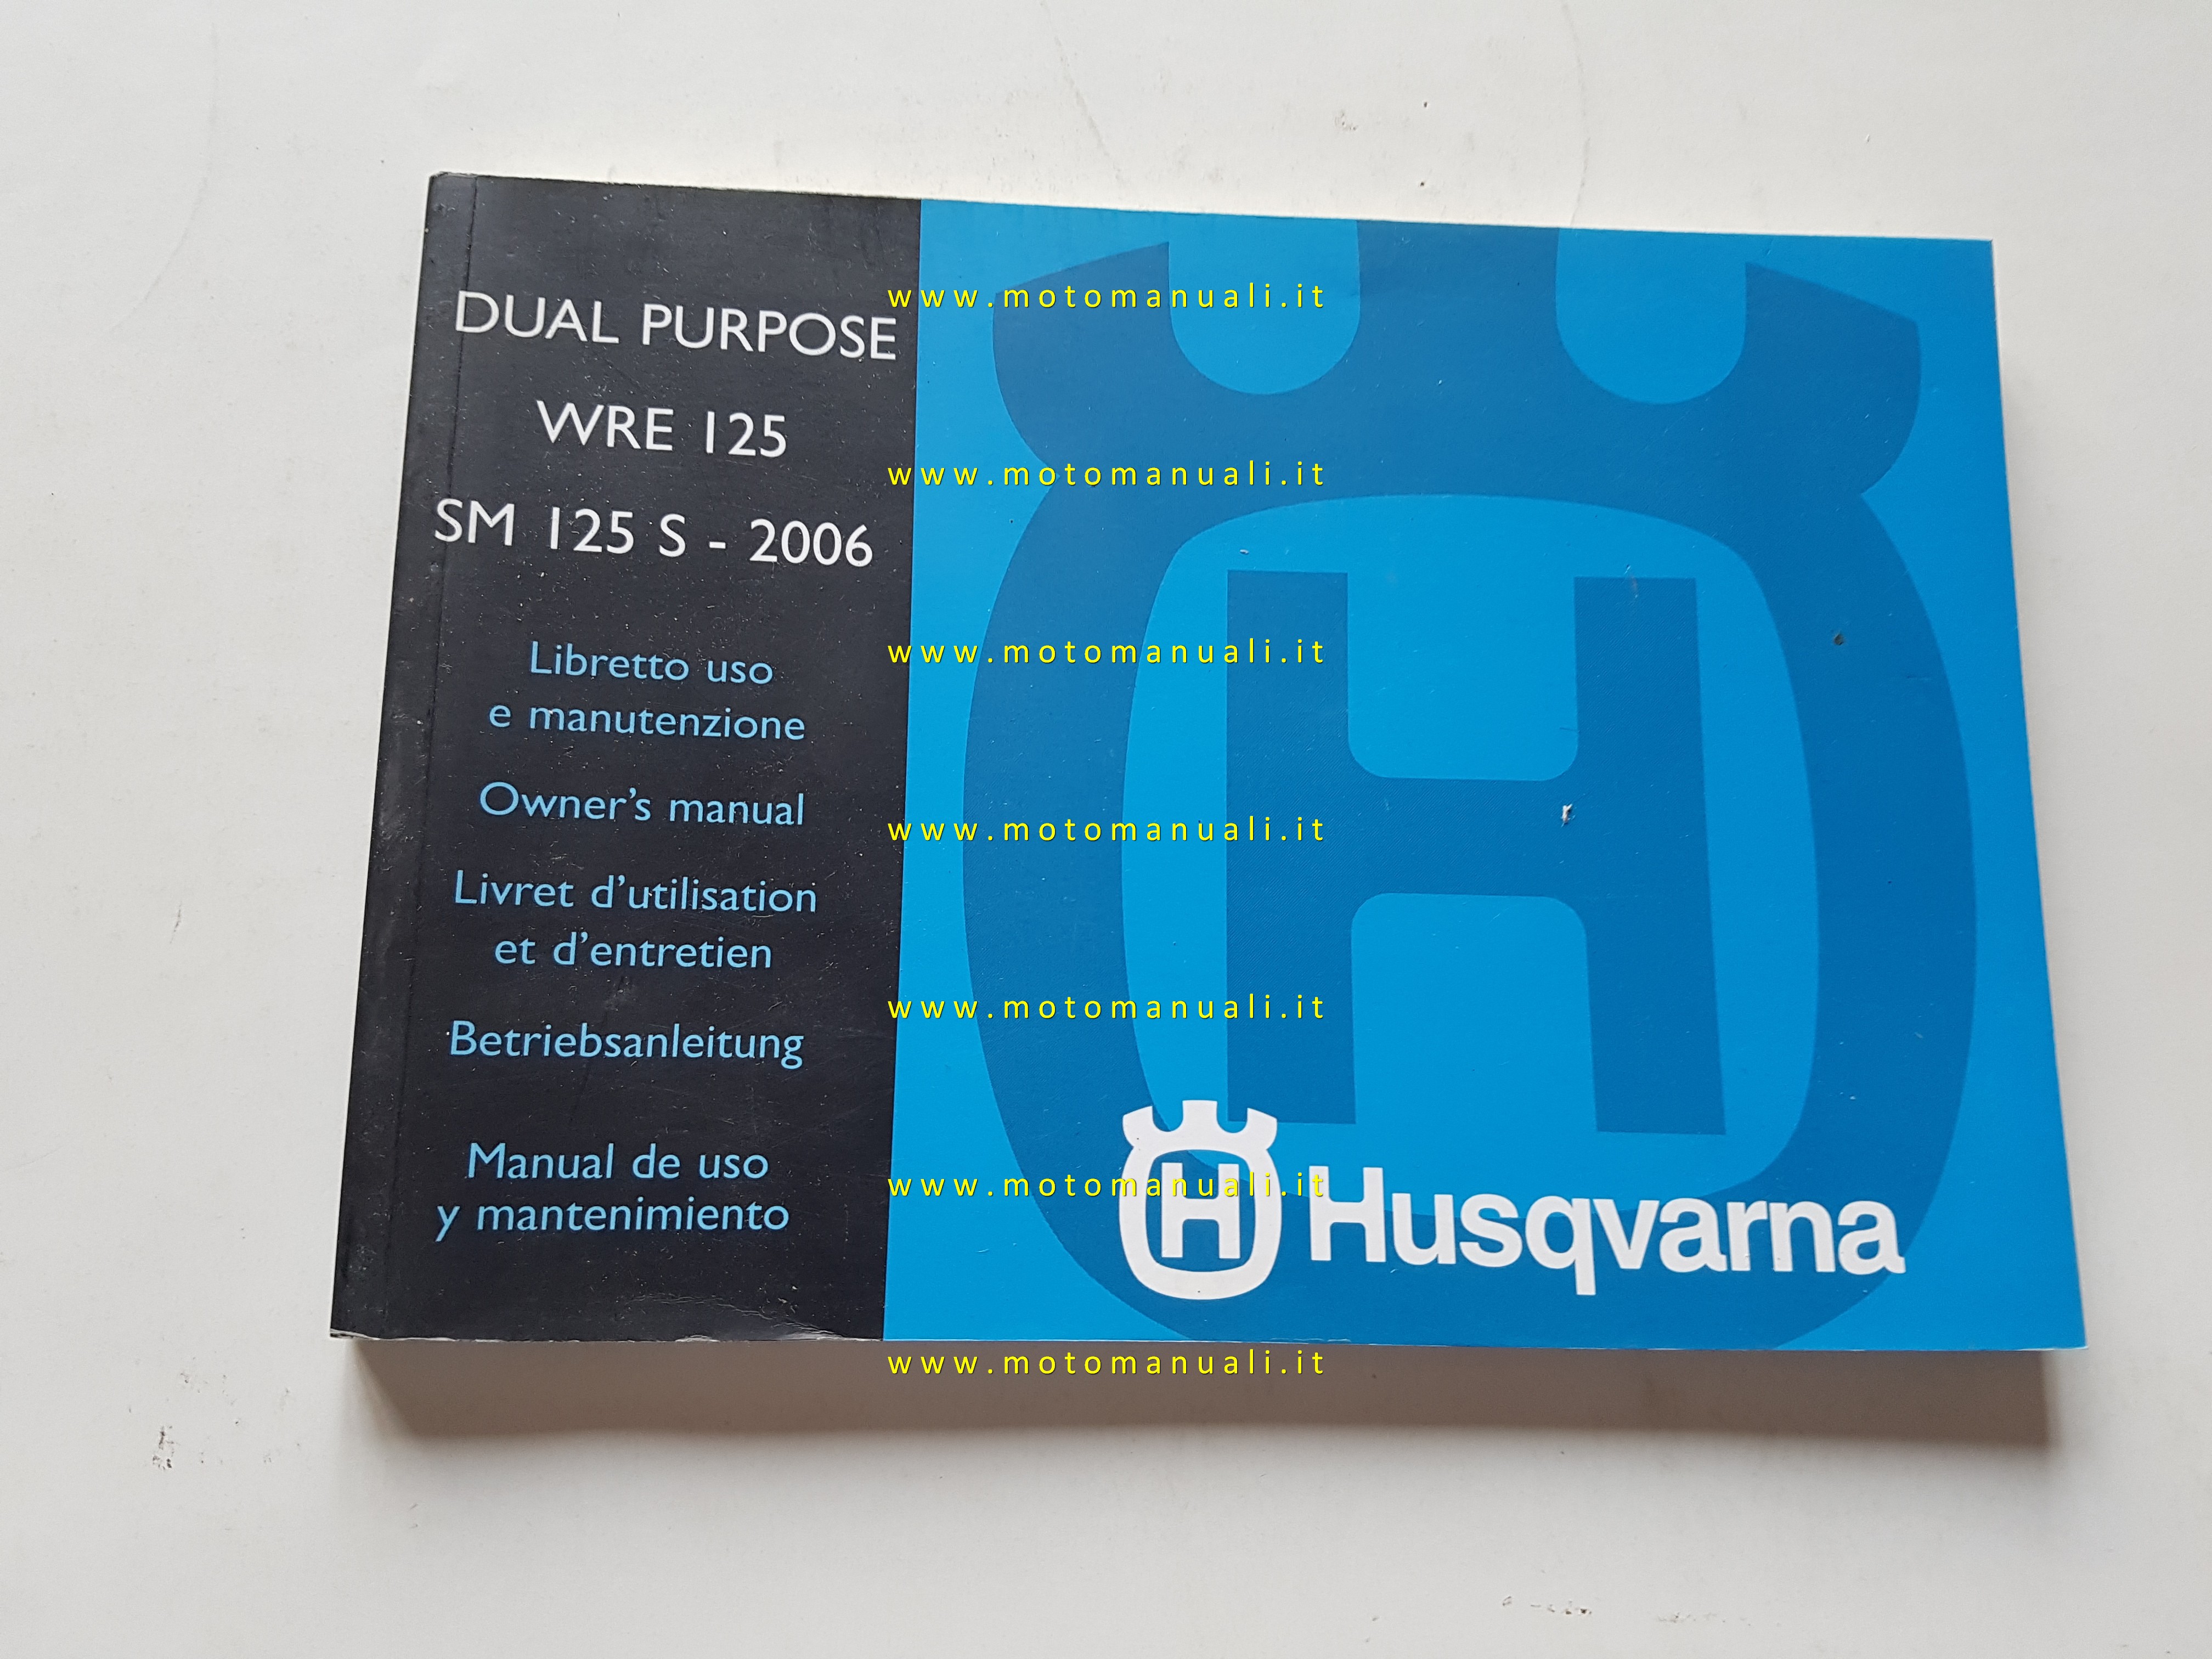 DUAL PURPOSE
WRE 125
SM 125 S - 2006
Libretto uso
e manutenzione
Owner's manual
Livret d'utilisation
et d'entretien
Betriebsanleitung
Manual de uso
y mantenimiento
H
H Husqvarna
www.motomanuali.it
www.motomanuali.it
www.motomanuali.it
www.motomanuali.it
www.motomanuali.it
www.motomanuali.it
www.motomanuali.it